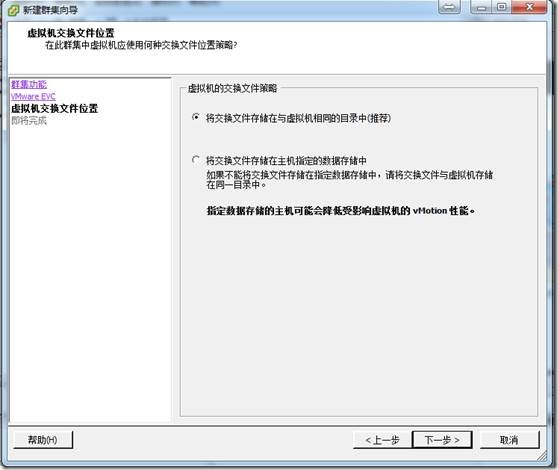 新建群集向导
虚拟机交换文件位置
在此群集中虚拟机应使用何种交换文件位置策略?
群集功能
VMware EVC
虚拟机交换文件位置
即将完成
虚拟机的交换文件策略
将交换文件存储在与虚拟机相同的目录中(推荐)
将交换文件存储在主机指定的数据存储中
如果不能将交换文件存储在指定数据存储中，请将交换文件与虚拟机存储
在同一目录中。
指定数据存储的主机可能会降低受影响虚拟机的 vMotion 性能。
帮助(H)
< 上一步
下一步 >
取消